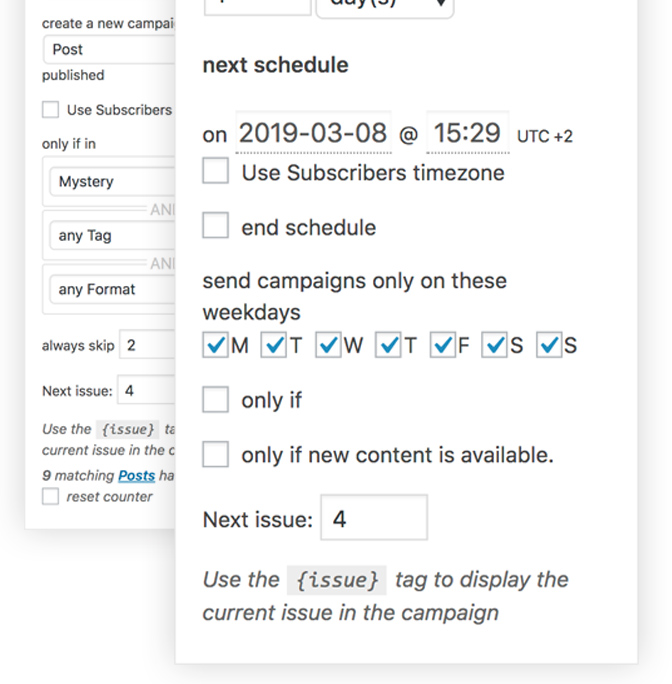 create a new campai
Post
published
Use Subscribers
only if in
Mystery
AN
any Tag
AN
any Format
always skip 2
Next issue: 4
Use the {issue} ta
current issue in the c
9 matching Posts ha
reset counter
day(s)
next schedule
on 2019-03-08 @ 15:29 UTC +2
Use Subscribers timezone
end schedule
send campaigns only on these
weekdays
M T W T F S S
only if
only if new content is available.
Next issue: 4
Use the {issue} tag to display the
current issue in the campaign